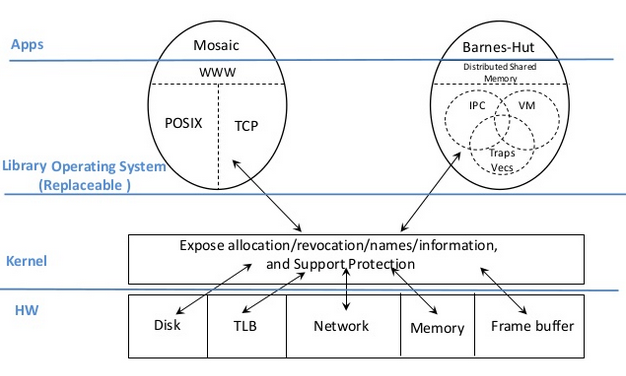 Apps
Mosaic
Barnes-Hut
WWW
Distributed Shared
Memory
POSIX
TCP
IPC
VM
Traps
Vecs
Library Operating System
(Replaceable )
Kernel
Expose allocation/revocation/names/information,
and Support Protection
HW
Disk
TLB
Network
Memory
Frame buffer